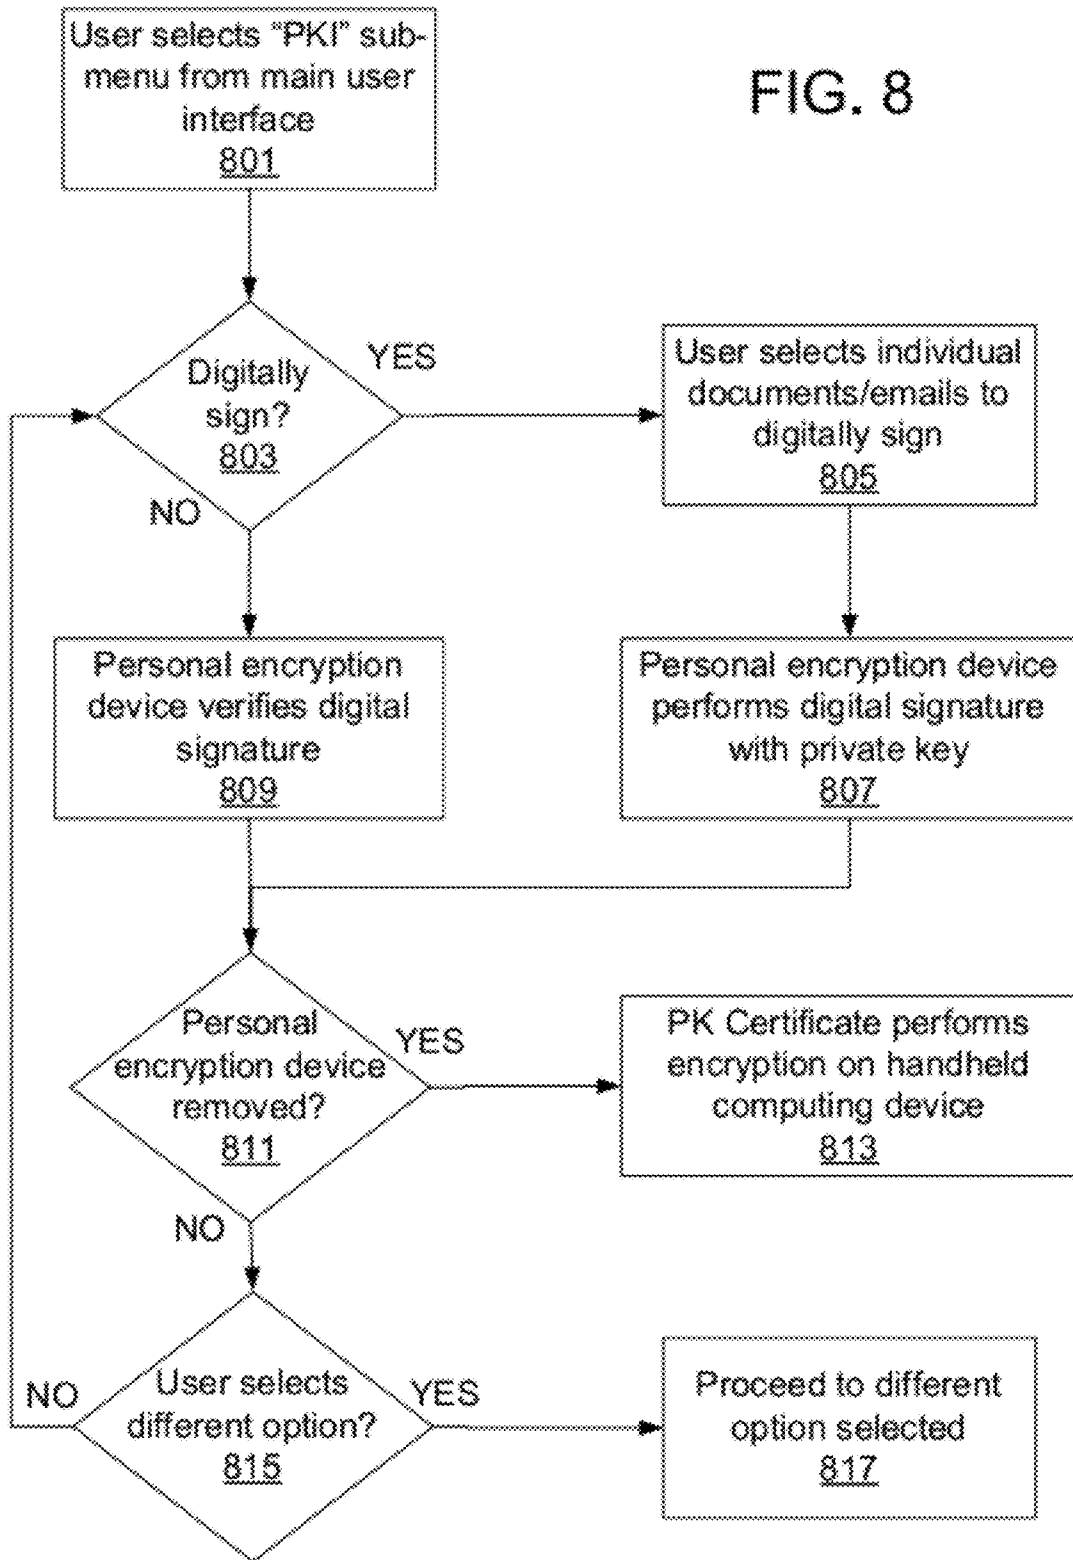 User selects “PKI” sub-
menu from main user
interface
801
FIG. 8
Digitally
sign?
803
YES
NO
User selects individual
documents/emails to
digitally sign
805
Personal encryption
device verifies digital
signature
809
Personal encryption device
performs digital signature
with private key
807
Personal
encryption device
removed?
811
YES
NO
PK Certificate performs
encryption on handheld
computing device
813
User selects
different option?
815
NO
YES
Proceed to different
option selected
817